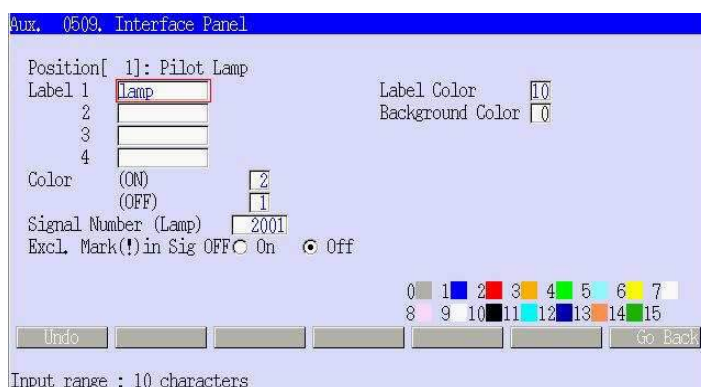 Aux. 0509. Interface Panel
Position[ 1]: Pilot Lamp
Label 1 lamp Label Color 10
2 Background Color 0
3
4
Color (ON) 2
(OFF) 1
Signal Number (Lamp) 2001
Excl. Mark(!)in Sig OFF On Off
0 1 2 3 4 5 6 7
8 9 10 11 12 13 14 15
Undo Go Back
Input range : 10 characters